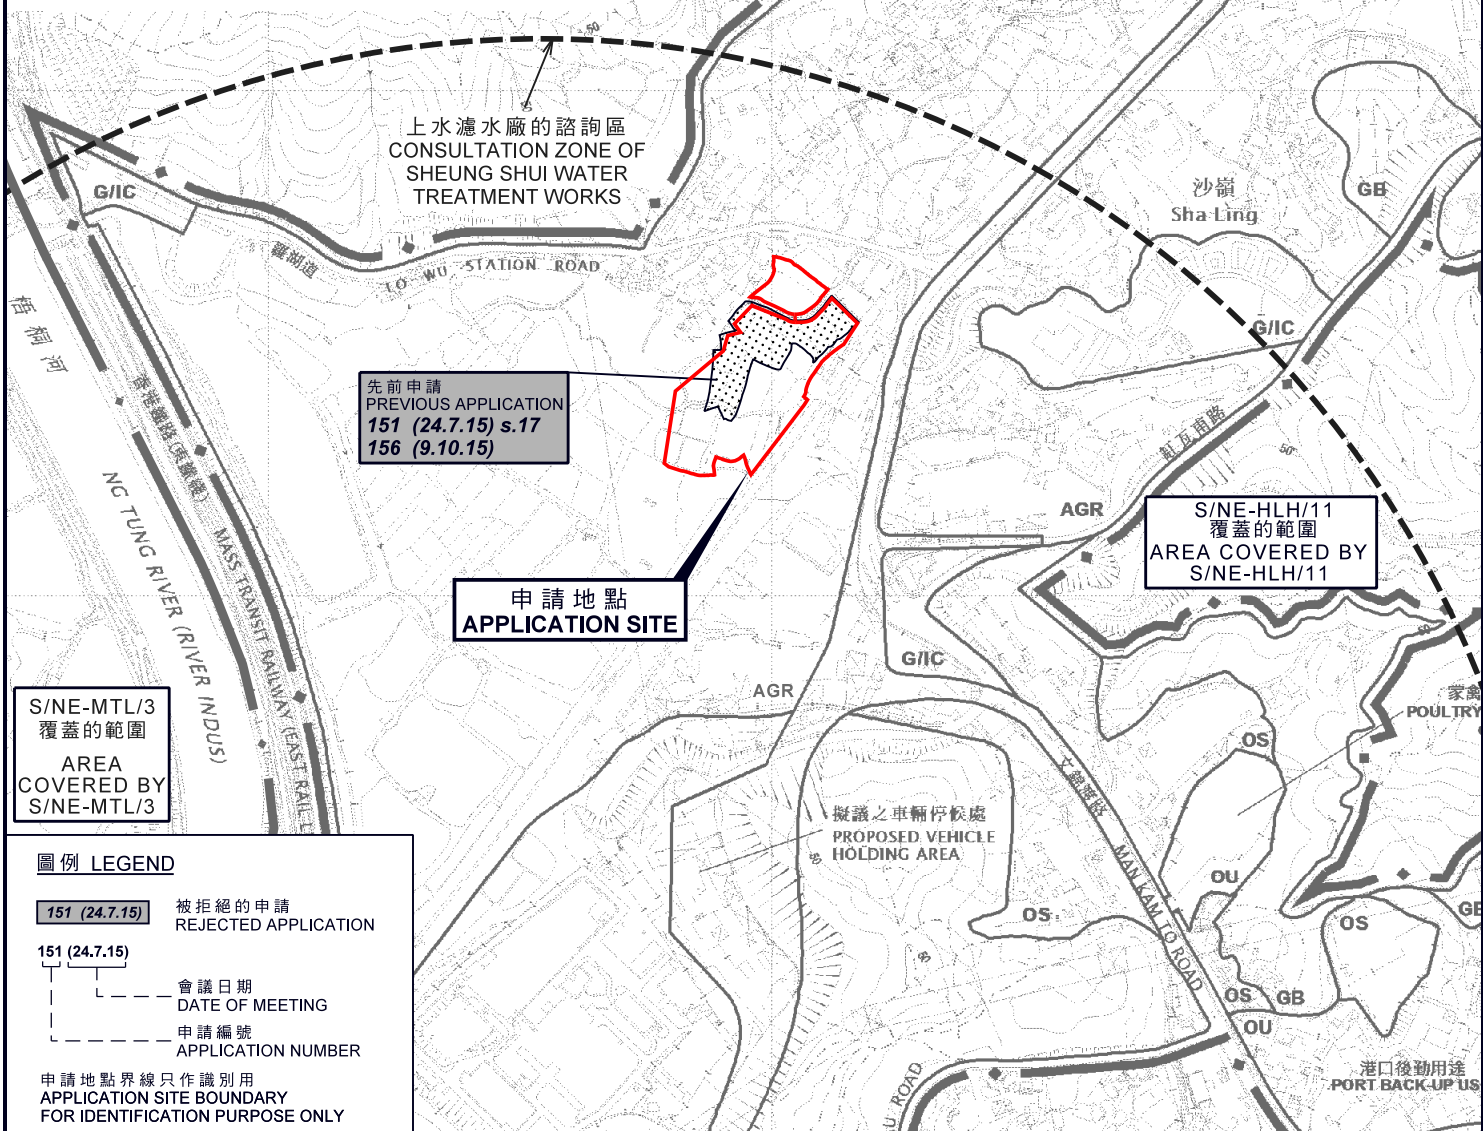 50
上水濾水廠的諮詢區
CONSULTATION ZONE OF
SHEUNG SHUI WATER
TREATMENT WORKS
G/IC
沙嶺
Sha Ling
GB
羅湖道
LO WU STATION ROAD
梧桐河
G/IC
先前申請
PREVIOUS APPLICATION
151 (24.7.15) s.17
156 (9.10.15)
NG TUNG RIVER (RIVER INDUS)
MASS TRANSIT RAILWAY (EAST RAIL
50
AGR
S/NE-HLH/11
覆蓋的範圍
AREA COVERED BY
S/NE-HLH/11
申請地點
APPLICATION SITE
G/IC
AGR
S/NE-MTL/3
覆蓋的範圍
AREA
COVERED BY
S/NE-MTL/3
家禽
POULTRY
OS
文錦渡路
MAN KAM TO ROAD
擬議之車輛停候處
PROPOSED VEHICLE
HOLDING AREA
OU
OS
OS
GB
OS
GB
OU
港口後勤用途
PORT BACK-UP US
U ROAD
圖例 LEGEND
151 (24.7.15)
被拒絕的申請
REJECTED APPLICATION
151 (24.7.15)
會議日期
DATE OF MEETING
申請編號
APPLICATION NUMBER
申請地點界線只作識別用
APPLICATION SITE BOUNDARY
FOR IDENTIFICATION PURPOSE ONLY